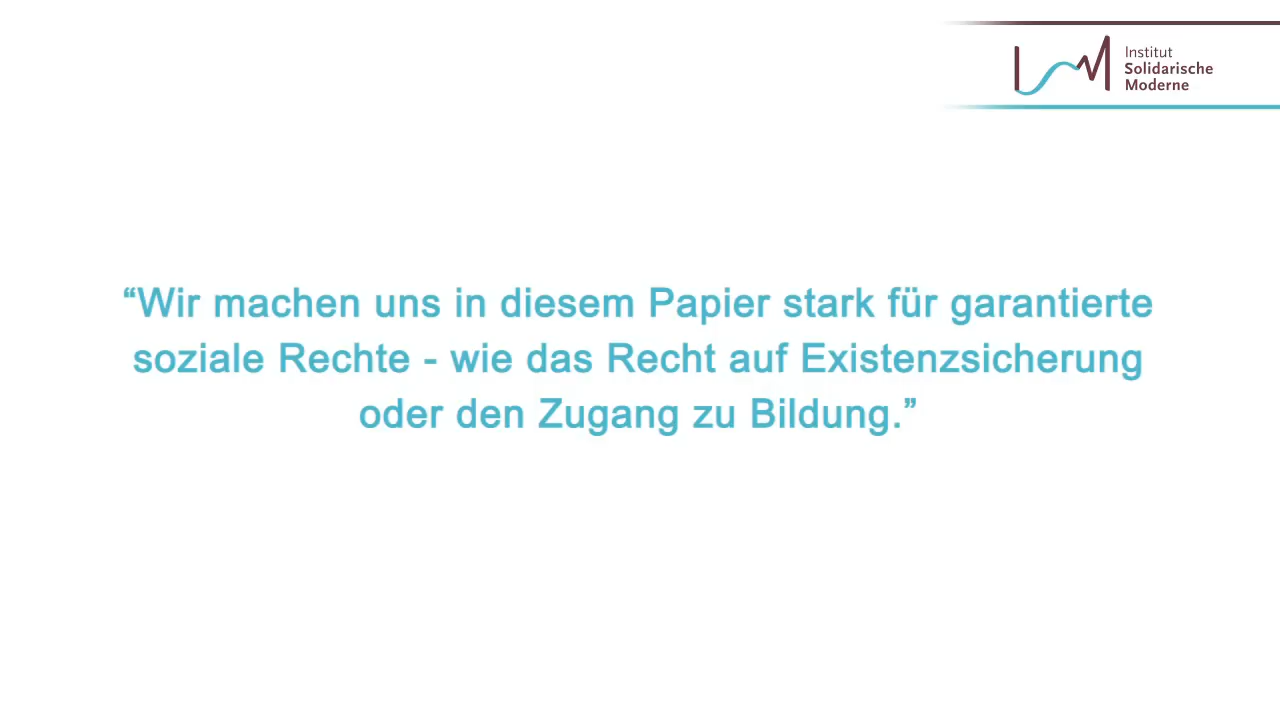 Institut
Solidarische
Moderne
“Wir machen uns in diesem Papier stark für garantierte
soziale Rechte - wie das Recht auf Existenzsicherung
oder den Zugang zu Bildung.”